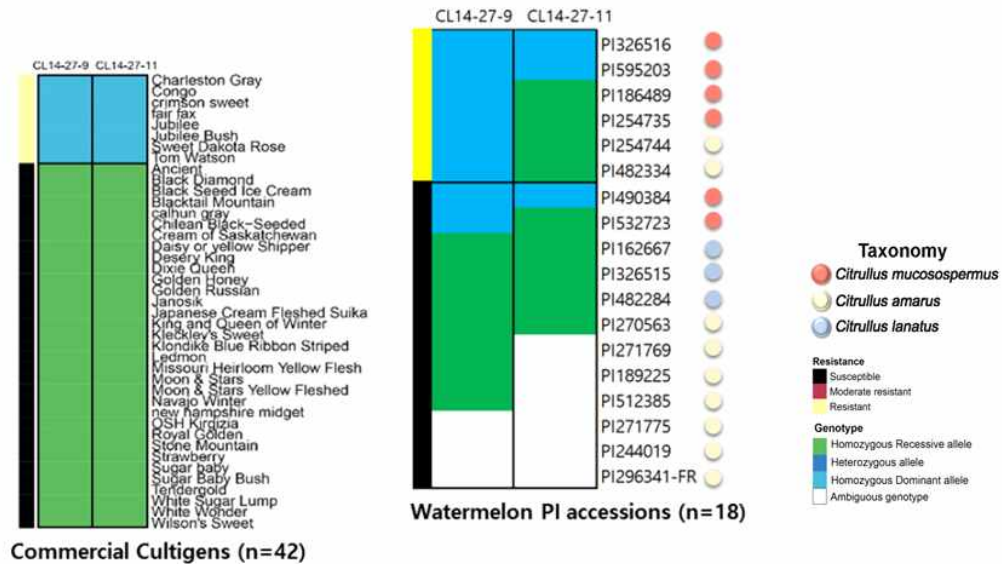 CL14-27-9 CL14-27-11
Charleston Gray
Congo
crimson sweet
fair fax
Jubilee
Jubilee Bush
Sweet Dakota Rose
Tom Watson
Ancient
Black Diamond
Black Seeed Ice Cream
Blacktail Mountain
calhun gray
Chilean Black-Seeded
Cream of Saskatchewan
Daisy or yellow Shipper
Desery King
Dixie Queen
Golden Honey
Golden Russian
Janosik
Japanese Cream Fleshed Suika
King and Queen of Winter
Kleckley's Sweet
Klondike Blue Ribbon Striped
Ledmon
Missouri Heirloom Yellow Flesh
Moon & Stars
Moon & Stars Yellow Fleshed
Navajo Winter
new hampshire midget
OSH Kirgizia
Royal Golden
Stone Mountain
Strawberry
Sugar baby
Sugar Baby Bush
Tendergold
White Sugar Lump
White Wonder
Wilson's Sweet
Commercial Cultigens (n=42)
CL14-27-9 CL14-27-11
PI326516
PI595203
PI186489
PI254735
PI254744
PI482334
PI490384
PI532723
PI162667
PI326515
PI482284
PI270563
PI271769
PI189225
PI512385
PI271775
PI244019
PI296341-FR
Watermelon PI accessions (n=18)
Taxonomy
Citrullus mucosospermus
Citrullus amarus
Citrullus lanatus
Resistance
Susceptible
Moderate resistant
Resistant
Genotype
Homozygous Recessive allele
Heterozygous allele
Homozygous Dominant allele
Ambiguous genotype